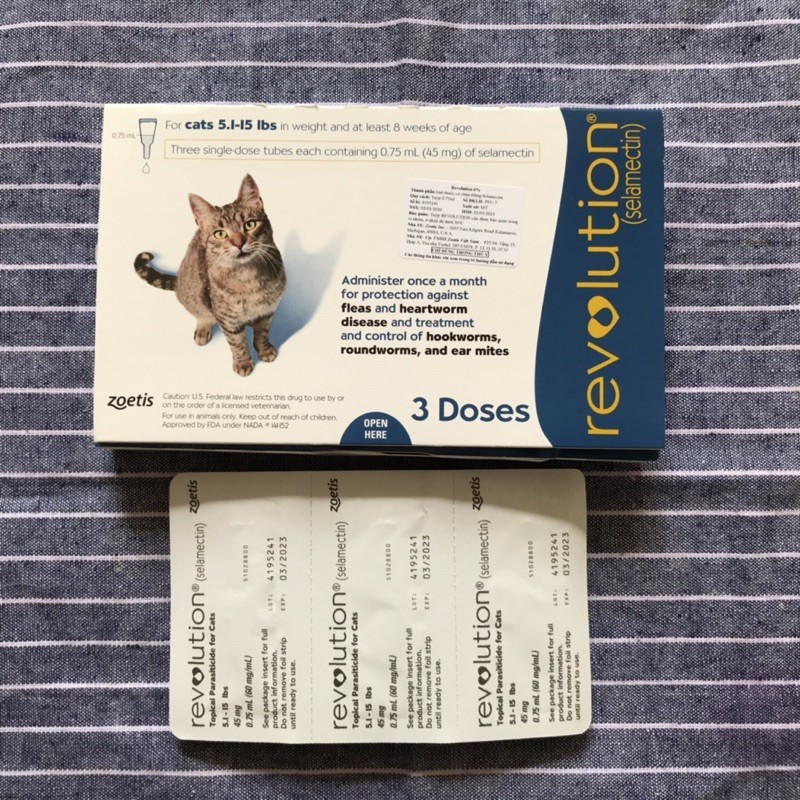 For cats 5.1-15 lbs in weight and at least 8 weeks of age
0.75 mL
Three single-dose tubes each containing 0.75 mL (45 mg) of selamectin
revolution®
(selamectin)
Revolution 6%
Administer once a month
for protection against
fleas and heartworm
disease and treatment
and control of hookworms,
roundworms, and ear mites
zoetis
Caution: U.S. Federal law restricts this drug to use by or
on the order of a licensed veterinarian.
For use in animals only. Keep out of reach of children.
Approved by FDA under NADA # 141-152
OPEN
HERE
3 Doses
zoetis
revolution® (selamectin)
Topical Parasiticide for Cats
5.1 - 15 lbs
45 mg
0.75 mL (60 mg/mL)
See package insert for full
product information.
Do not remove foil strip
until ready to use.
51028800
LOT: 4195241
EXP: 03/2023
zoetis
revolution® (selamectin)
Topical Parasiticide for Cats
5.1 - 15 lbs
45 mg
0.75 mL (60 mg/mL)
See package insert for full
product information.
Do not remove foil strip
until ready to use.
51028800
LOT: 4195241
EXP: 03/2023
zoetis
revolution® (selamectin)
Topical Parasiticide for Cats
5.1 - 15 lbs
45 mg
0.75 mL (60 mg/mL)
See package insert for full
product information.
Do not remove foil strip
until ready to use.
51028800
LOT: 4195241
EXP: 03/2023